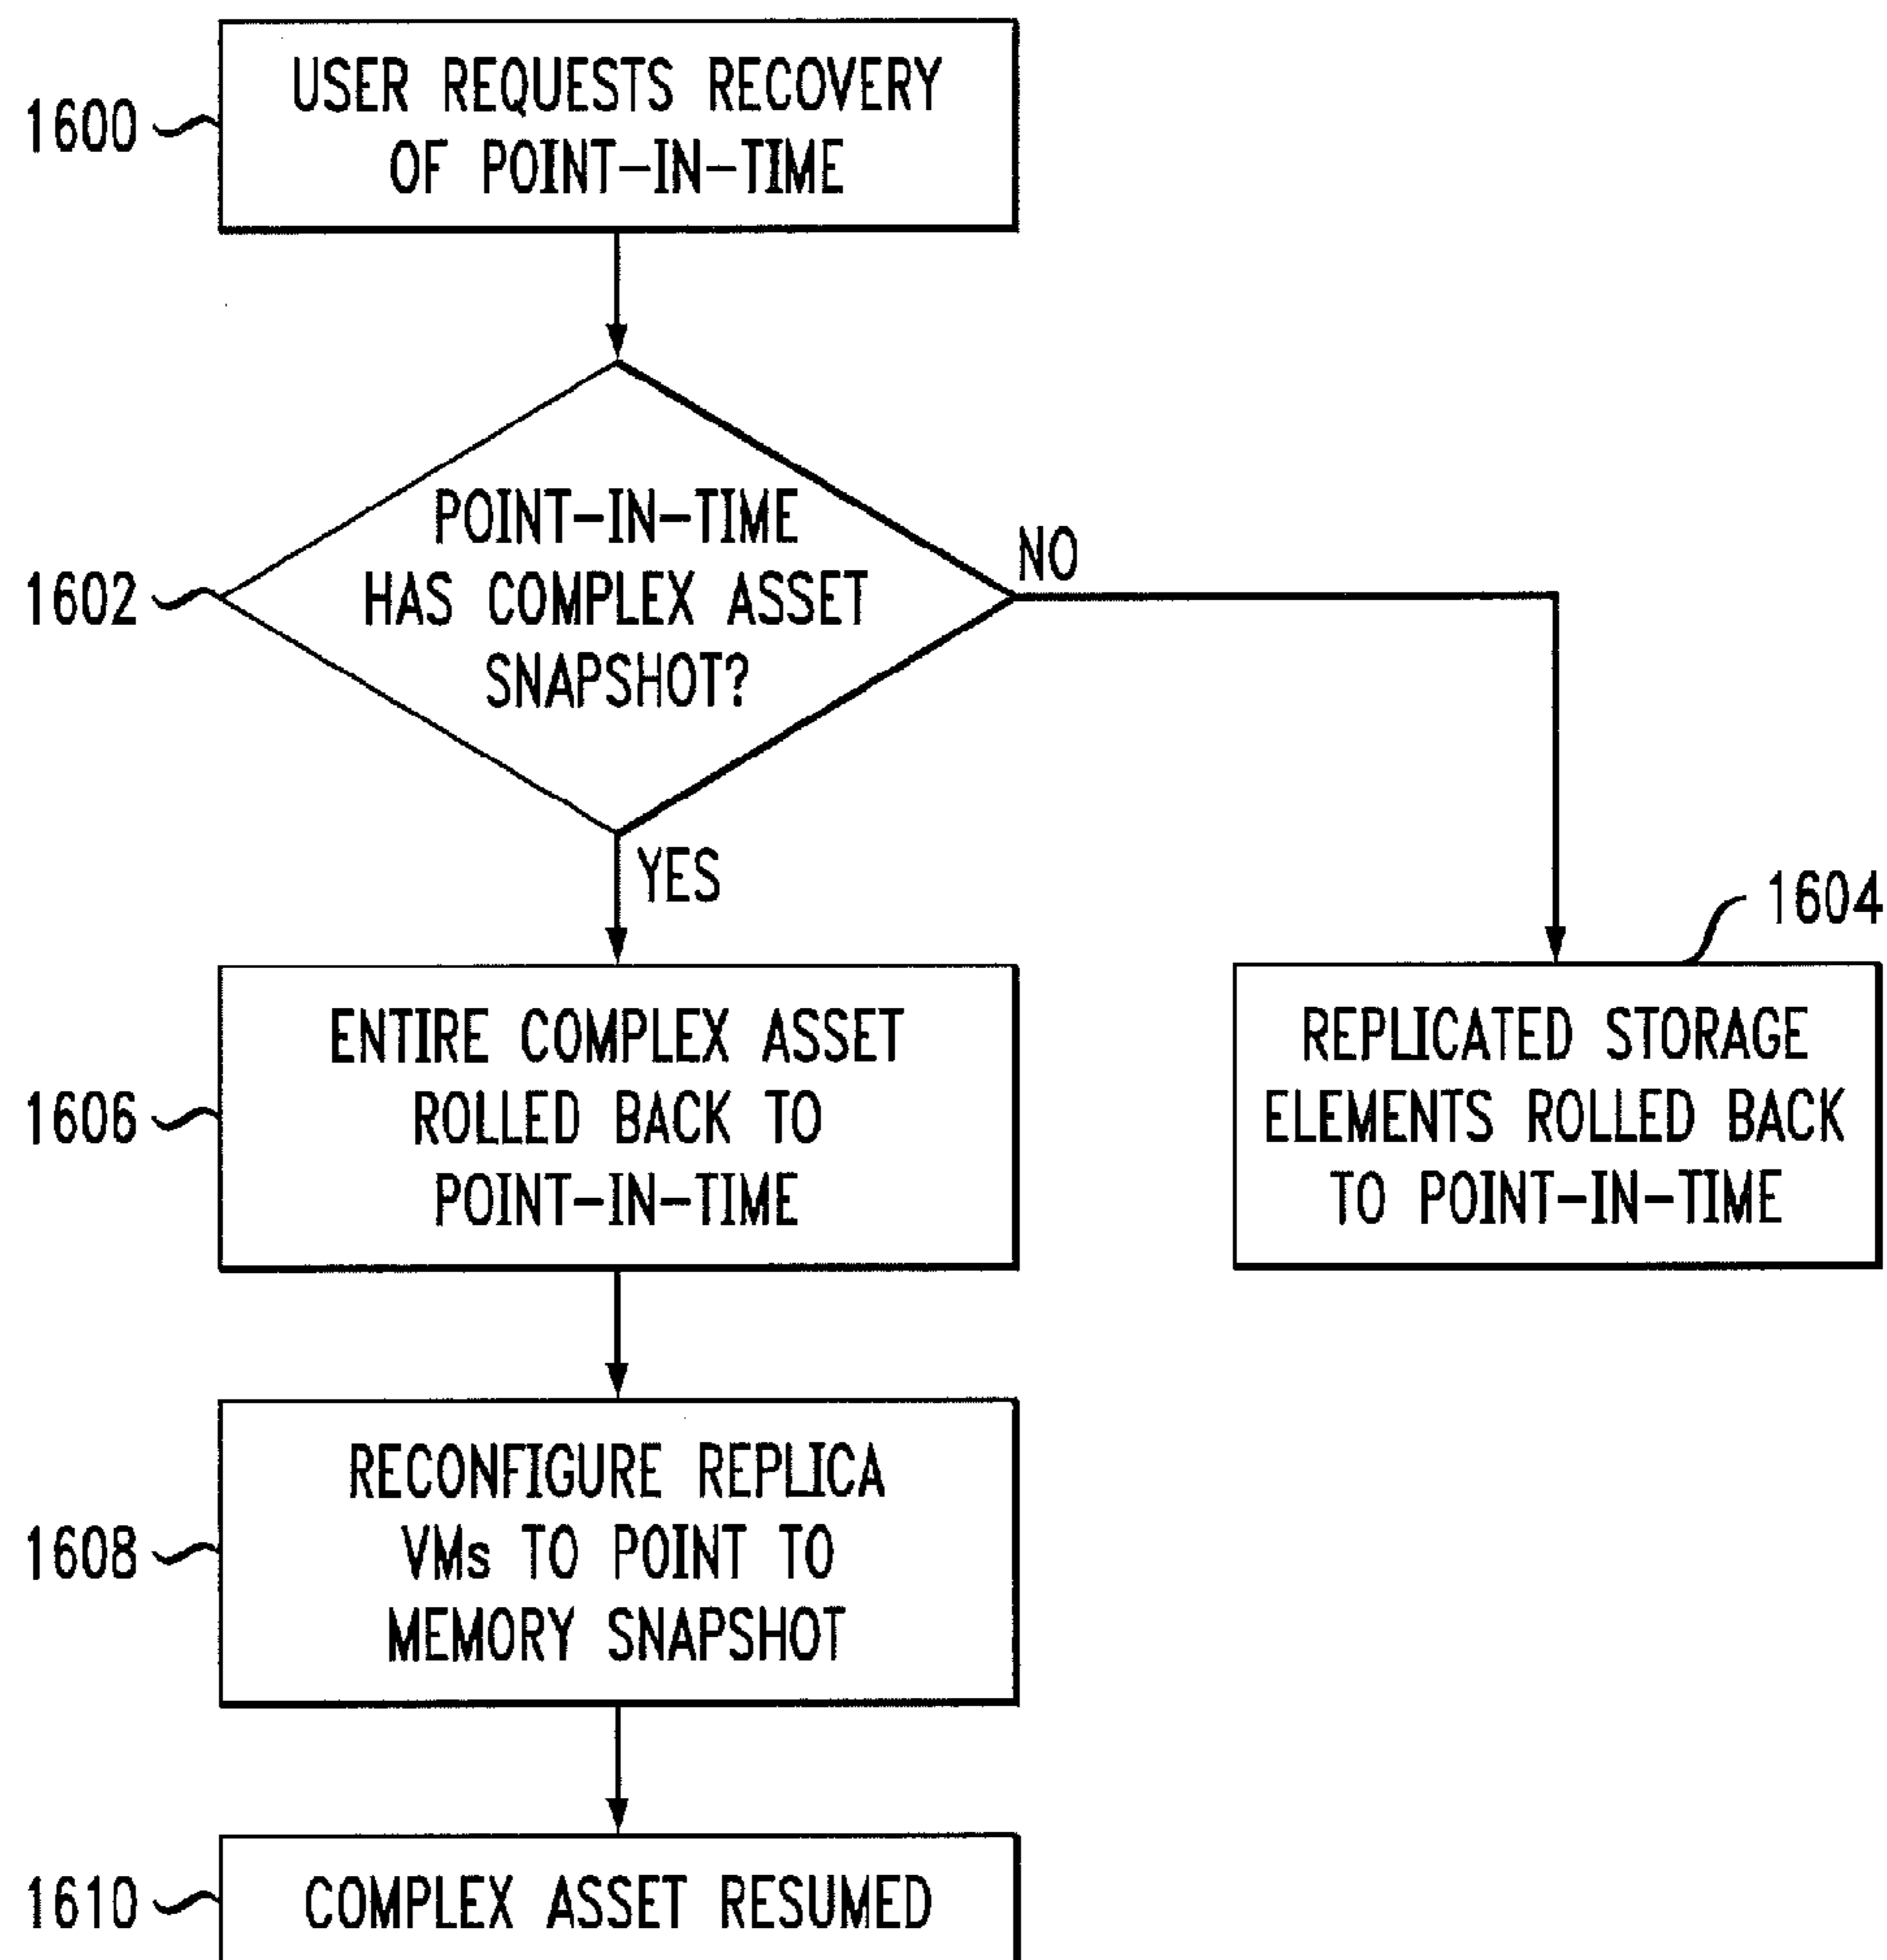 1600
USER REQUESTS RECOVERY
OF POINT-IN-TIME
1602
POINT-IN-TIME
HAS COMPLEX ASSET
SNAPSHOT?
NO
YES
1604
1606
ENTIRE COMPLEX ASSET
ROLLED BACK TO
POINT-IN-TIME
REPLICATED STORAGE
ELEMENTS ROLLED BACK
TO POINT-IN-TIME
1608
RECONFIGURE REPLICA
VMs TO POINT TO
MEMORY SNAPSHOT
1610
COMPLEX ASSET RESUMED